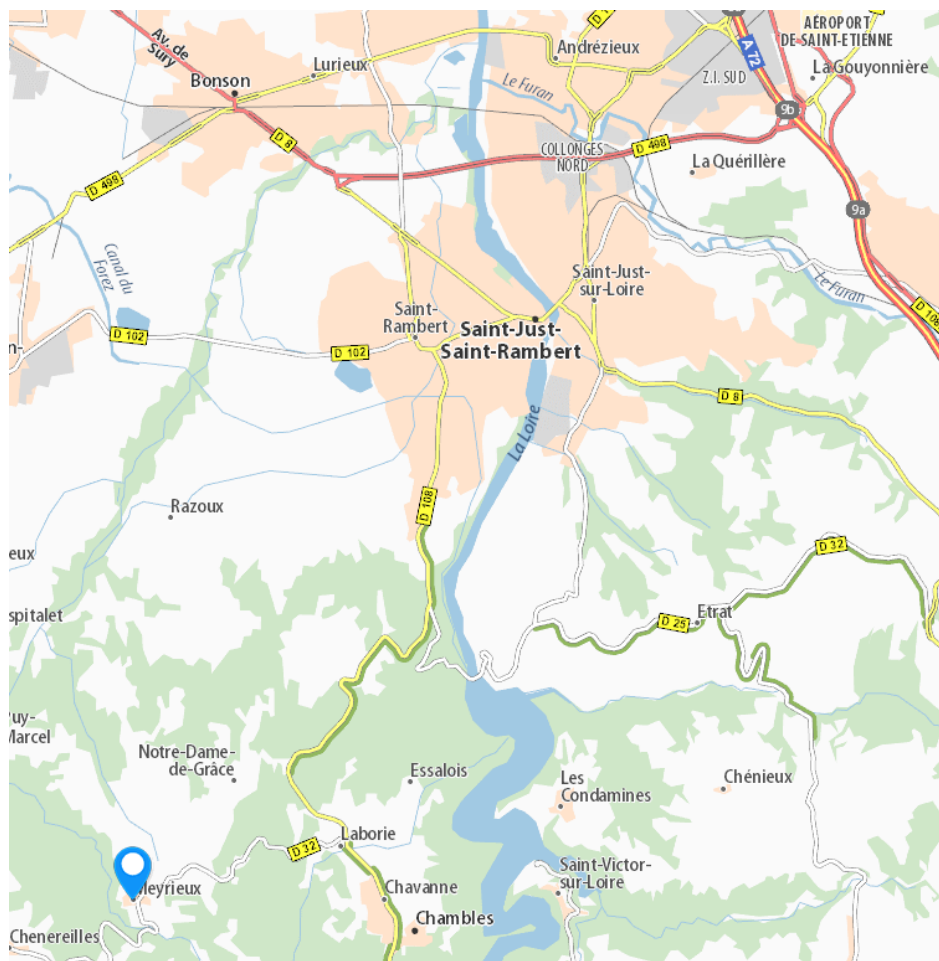 AÉROPORT
DE SAINT-ETIENNE
Av. de
Sury
Andrézieux
A 72
Lurieux
La Gouyonnière
Z.I. SUD
Bonson
Le Furan
9b
D 8
COLLONGES
NORD
D 498
La Quérillère
D 498
9a
Canal du
Forez
Saint-Just-
sur-Loire
Le Furan
Saint-
Rambert
D 108
Saint-Just-
Saint-Rambert
D 102
D 102
D 8
La Loire
Razoux
D 108
D 32
Etrat
D 25
spitalet
Marcel
Notre-Dame-
de-Grâce
Essalois
Les
Condamines
Chénieux
Laborie
D 32
Saint-Victor-
sur-Loire
Meyrieux
Chavanne
Chambles
Chenereilles